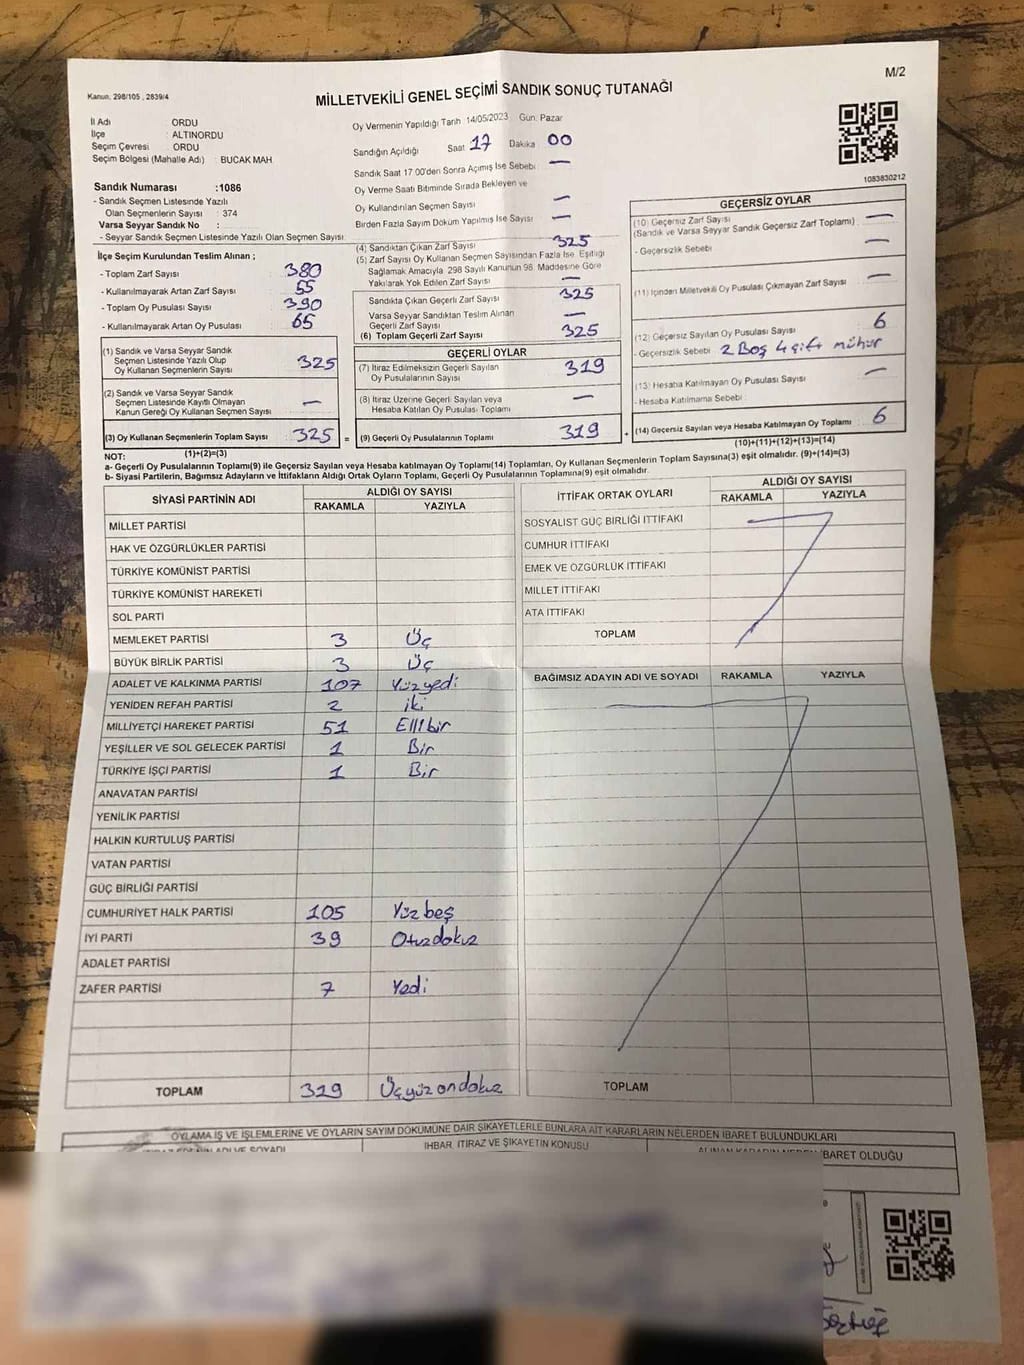 M/2
Kanun, 298/105 , 2839/4
MİLLETVEKİLİ GENEL SEÇİMİ SANDIK SONUÇ TUTANAĞI
İl Adı ORDU
İlçe ALTINORDU
Seçim Çevresi ORDU
Seçim Bölgesi (Mahalle Adı) : BUCAK MAH
Sandık Numarası :1086
- Sandık Seçmen Listesinde Yazılı
Olan Seçmenlerin Sayısı : 374
Varsa Seyyar Sandık No :
- Seyyar Sandık Seçmen Listesinde Yazılı Olan Seçmen Sayısı
İlçe Seçim Kurulundan Teslim Alınan ;
- Toplam Zarf Sayısı 380
- Kullanılmayarak Artan Zarf Sayısı 55
- Toplam Oy Pusulası Sayısı 390
- Kullanılmayarak Artan Oy Pusulası 65
(1) Sandık ve Varsa Seyyar Sandık
Seçmen Listesinde Yazılı Olup
Oy Kullanan Seçmenlerin Sayısı 325
(2) Sandık ve Varsa Seyyar Sandık
Seçmen Listesinde Kayıtlı Olmayan
Kanun Gereği Oy Kullanan Seçmen Sayısı —
(3) Oy Kullanan Seçmenlerin Toplam Sayısı 325 =
(1)+(2)=(3)
Oy Vermenin Yapıldığı Tarih 14/05/2023 Gün: Pazar
Sandığın Açıldığı Saat 17 Dakika 00
Sandık Saat 17 00'den Sonra Açımış İse Sebebi —
Oy Verme Saati Bitiminde Sırada Bekleyen ve
Oy Kullandırılan Seçmen Sayısı —
Birden Fazla Sayım Döküm Yapılmış İse Sayısı —
(4) Sandıktan Çıkan Zarf Sayısı 325
(5) Zarf Sayısı Oy Kullanan Seçmen Sayısından Fazla İse, Eşitliği
Sağlamak Amacıyla 298 Sayılı Kanunun 98. Maddesine Göre
Yakılarak Yok Edilen Zarf Sayısı —
Sandıkta Çıkan Geçerli Zarf Sayısı 325
Varsa Seyyar Sandıktan Teslim Alınan
Geçerli Zarf Sayısı —
(6) Toplam Geçerli Zarf Sayısı 325
GEÇERLİ OYLAR
(7) İtiraz Edilmeksizin Geçerli Sayılan
Oy Pusulalarının Sayısı 319
(8) İtiraz Üzerine Geçerli Sayılan veya
Hesaba Katılan Oy Pusulası Toplamı —
(9) Geçerli Oy Pusulalarının Toplamı 319 +
1083830212
GEÇERSİZ OYLAR
(10) Geçersiz Zarf Sayısı
(Sandık ve Varsa Seyyar Sandık Geçersiz Zarf Toplamı) —
- Geçersizlik Sebebi: —
(11) İçinden Milletvekili Oy Pusulası Çıkmayan Zarf Sayısı —
(12) Geçersiz Sayılan Oy Pusulası Sayısı 6
- Geçersizlik Sebebi 2 Boş 4 çift mühür
(13) Hesaba Katılmayan Oy Pusulası Sayısı —
- Hesaba Katılmama Sebebi
(14) Geçersiz Sayılan veya Hesaba Katılmayan Oy Toplamı 6
(10)+(11)+(12)+(13)=(14)
NOT:
a- Geçerli Oy Pusulalarının Toplamı(9) ile Geçersiz Sayılan veya Hesaba katılmayan Oy Toplamı(14) Toplamları, Oy Kullanan Seçmenlerin Toplam Sayısına(3) eşit olmalıdır. (9)+(14)=(3)
b- Siyasi Partilerin, Bağımsız Adayların ve İttifakların Aldığı Ortak Oyların Toplamı, Geçerli Oy Pusulalarının Toplamına(9) eşit olmalıdır.
SİYASİ PARTİNİN ADI ALDIĞI OY SAYISI
RAKAMLA YAZIYLA
MİLLET PARTİSİ
HAK VE ÖZGÜRLÜKLER PARTİSİ
TÜRKİYE KOMÜNİST PARTİSİ
TÜRKİYE KOMÜNİST HAREKETİ
SOL PARTİ
MEMLEKET PARTİSİ 3 Üç
BÜYÜK BİRLİK PARTİSİ 3 Üç
ADALET VE KALKINMA PARTİSİ 107 Yüzyedi
YENİDEN REFAH PARTİSİ 2 iki
MİLLİYETÇİ HAREKET PARTİSİ 51 Ellibir
YEŞİLLER VE SOL GELECEK PARTİSİ 1 Bir
TÜRKİYE İŞÇİ PARTİSİ 1 Bir
ANAVATAN PARTİSİ
YENİLİK PARTİSİ
HALKIN KURTULUŞ PARTİSİ
VATAN PARTİSİ
GÜÇ BİRLİĞİ PARTİSİ
CUMHURİYET HALK PARTİSİ 105 Yüzbeş
İYİ PARTİ 39 Otuzdokuz
ADALET PARTİSİ
ZAFER PARTİSİ 7 Yedi
TOPLAM 319 Üçyüzondokuz
İTTİFAK ORTAK OYLARI ALDIĞI OY SAYISI
RAKAMLA YAZIYLA
SOSYALİST GÜÇ BİRLİĞİ İTTİFAKI
CUMHUR İTTİFAKI
EMEK VE ÖZGÜRLÜK İTTİFAKI
MİLLET İTTİFAKI
ATA İTTİFAKI
TOPLAM
BAĞIMSIZ ADAYIN ADI VE SOYADI RAKAMLA YAZIYLA
TOPLAM
OYLAMA İŞ VE İŞLEMLERİNE VE OYLARIN SAYIM DÖKÜMÜNE DAİR ŞİKAYETLERLE BUNLARA AİT KARARLARIN NELERDEN İBARET BULUNDUKLARI
İHBAR, İTİRAZ VE ŞİKAYETİN KONUSU
İBARET OLDUĞU